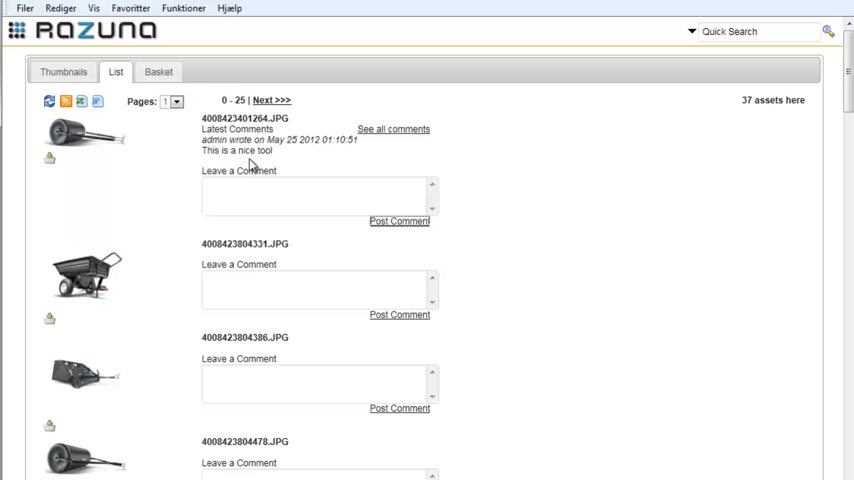 Filer Rediger Vis Favoritter Funktioner Hjælp
RAZUNA
Quick Search
Thumbnails List Basket
Pages: 1 0 - 25 | Next >>> 37 assets here
4008423401264.JPG
Latest Comments See all comments
admin wrote on May 25 2012 01:10:51
This is a nice tool
Leave a Comment
Post Comment
4008423804331.JPG
Leave a Comment
Post Comment
4008423804386.JPG
Leave a Comment
Post Comment
4008423804478.JPG
Leave a Comment